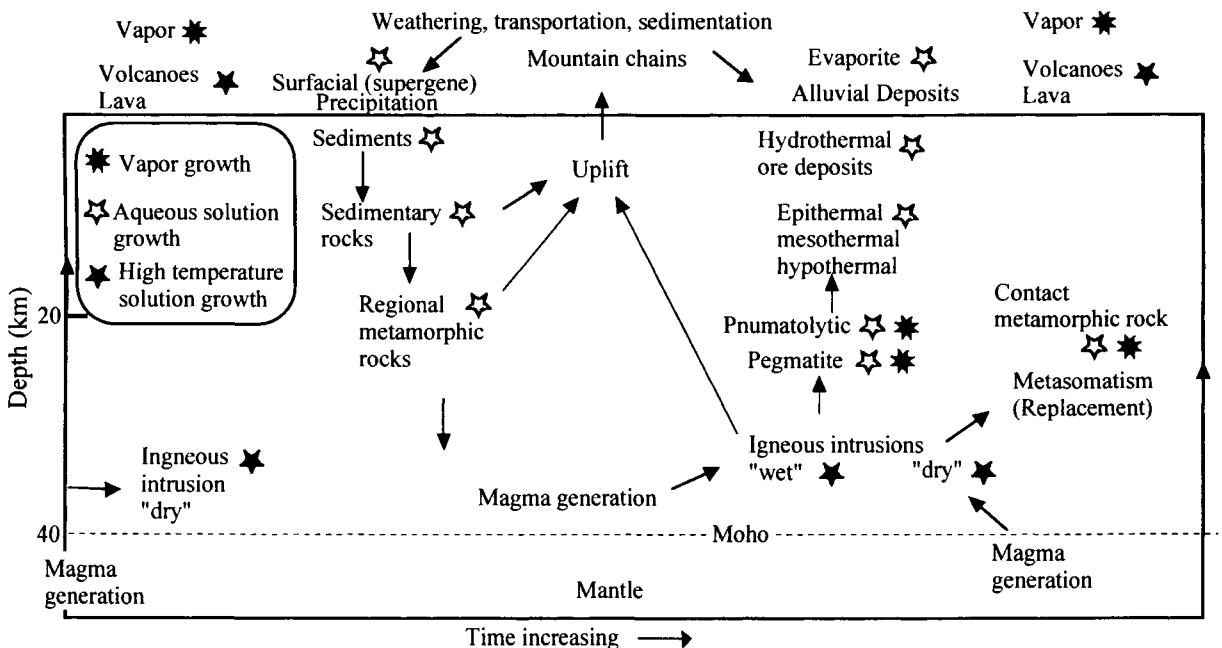 Weathering, transportation, sedimentation
Vapor
Vapor
Mountain chains
Evaporite
Volcanoes
Lava
Surfacial (supergene)
Precipitation
Alluvial Deposits
Volcanoes
Lava
Vapor growth
Aqueous solution
growth
High temperature
solution growth
Sediments
Uplift
Hydrothermal
ore deposits
Sedimentary
rocks
Epithermal
mesothermal
hypothermal
Regional
metamorphic
rocks
Contact
metamorphic rock
Pnumatolytic
Pegmatite
Metasomatism
(Replacement)
Depth (km)
20
40
Ingneous
intrusion
"dry"
Igneous intrusions
"wet"
"dry"
Magma generation
Moho
Magma
generation
Magma
generation
Mantle
Time increasing